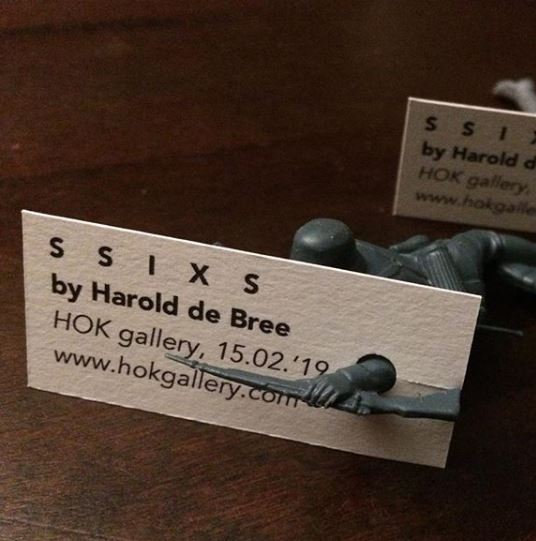 S S I X S
by Harold de Bree
HOK gallery, 15.02.'19
www.hokgallery.com
S S I
by Harold d
HOK gallery,
www.hokgalle